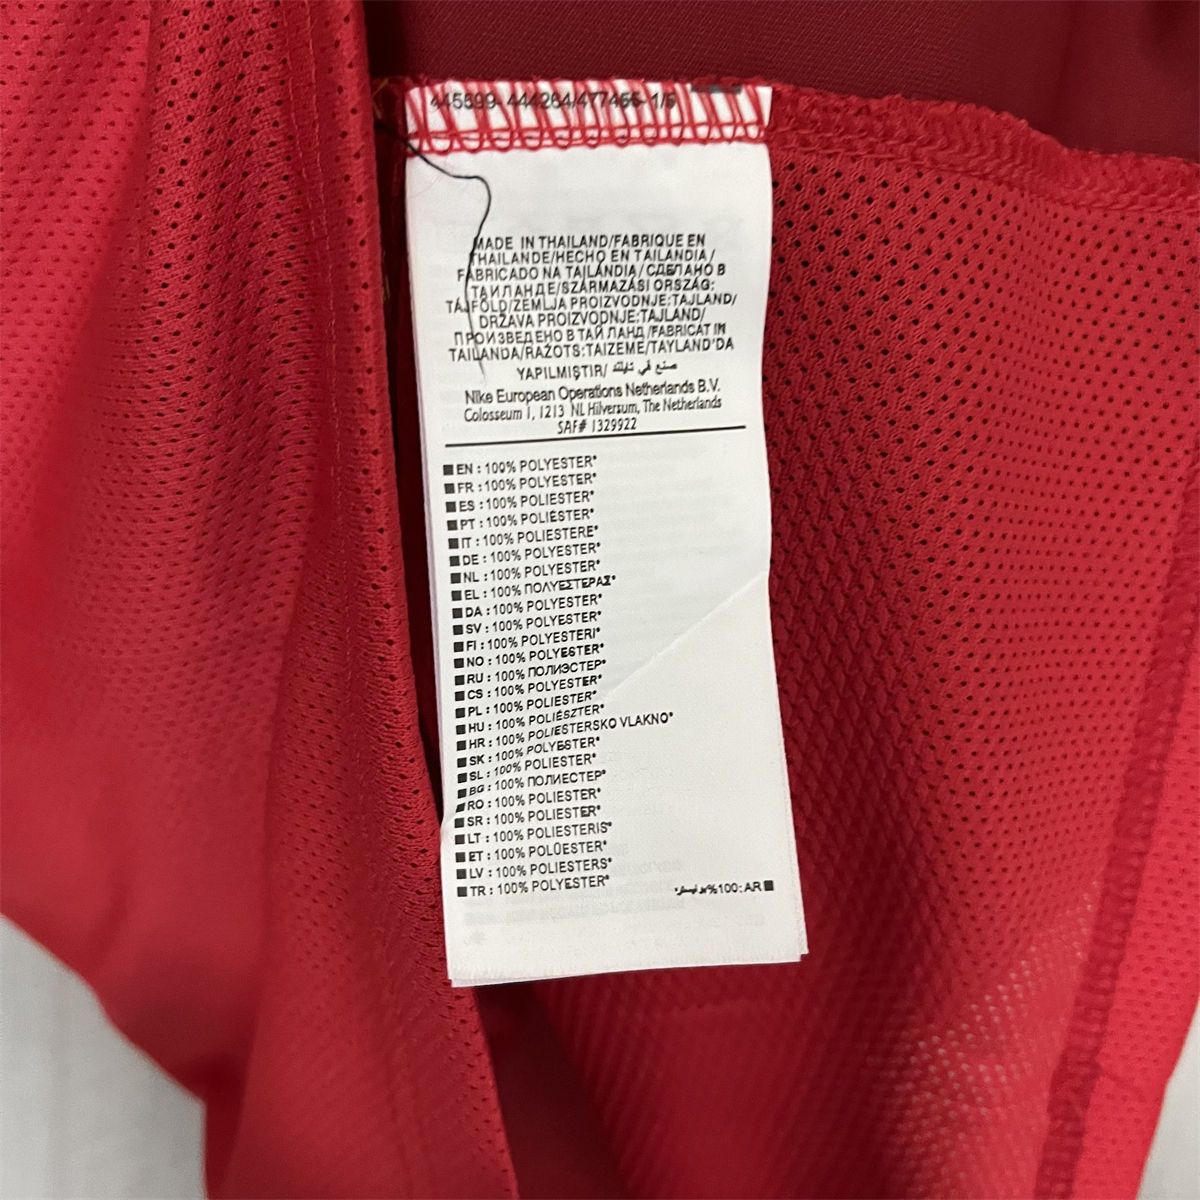 445599- 444264/477465- 1/5
MADE IN THAILAND/FABRIQUE EN
THAILANDE/HECHO EN TAILANDIA/
FABRICADO NA TAILÂNDIA/СДЕЛАНО В
ТАИЛАНДЕ/SZÁRMAZÁSI ORSZÁG:
TÁJFÖLD/ZEMLJA PROIZVODNJE:TAJLAND/
DRŽAVA PROIZVODNJE:TAJLAND/
ПРОИЗВЕДЕНО В ТАЙЛАНД/FABRICAT IN
TAILANDA/RAŽOTS:TAIZEME/TAYLAND'DA
YAPILMIŞTIR/ صنع في تايلند
Nike European Operations Netherlands B.V.
Colosseum 1, 1213 NL Hilversum, The Netherlands
SAF# 1329922
EN : 100% POLYESTER*
FR : 100% POLYESTER*
ES : 100% POLIESTER*
PT : 100% POLIÉSTER*
IT : 100% POLIESTERE*
DE : 100% POLYESTER*
NL : 100% POLYESTER*
EL : 100% ΠΟΛΥΕΣΤΕΡΑΣ*
DA : 100% POLYESTER*
SV : 100% POLYESTER*
FI : 100% POLYESTERI*
NO : 100% POLYESTER*
RU : 100% ПОЛИЭСТЕР*
CS : 100% POLYESTER*
PL : 100% POLIESTER*
HU : 100% POLIÉSZTER*
HR : 100% POLIESTERSKO VLAKNO*
SK : 100% POLYESTER*
SL : 100% POLIESTER*
BG : 100% ПОЛИЕСТЕР*
RO : 100% POLIESTER*
SR : 100% POLIESTER*
LT : 100% POLIESTERIS*
ET : 100% POLÜESTER*
LV : 100% POLIESTERS*
TR : 100% POLYESTER*
AR :100% بوليستر*